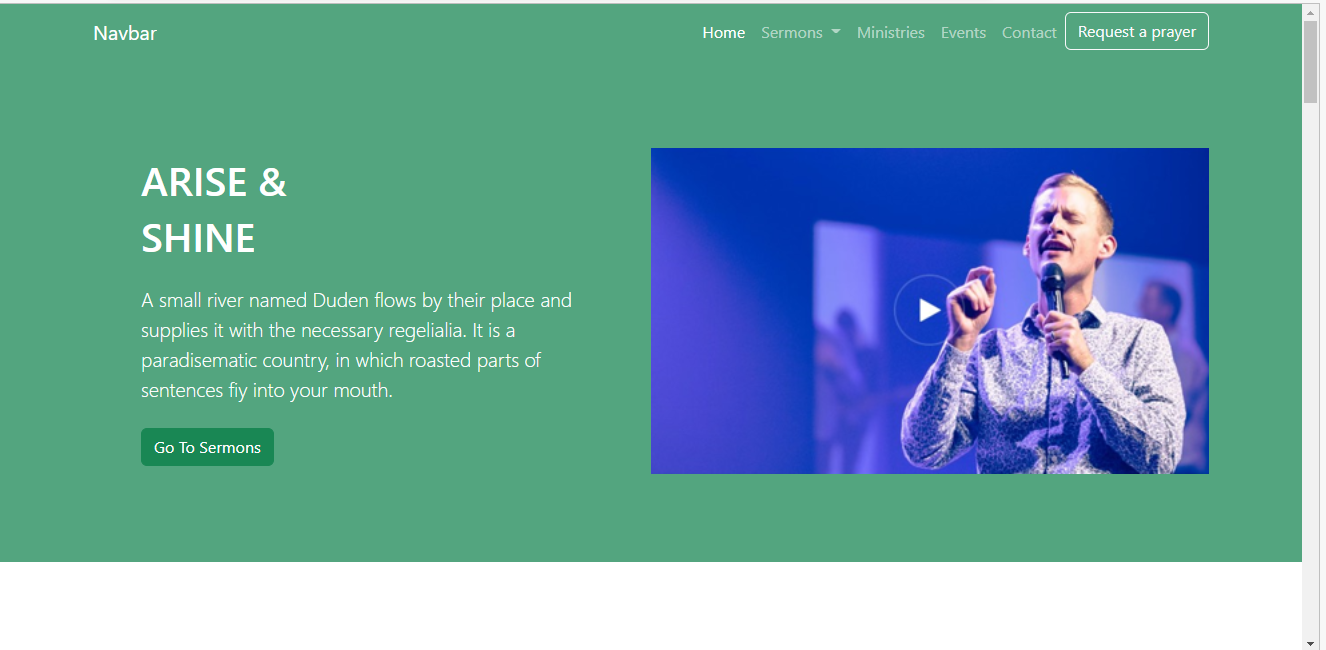 Navbar
Home Sermons Ministries Events Contact Request a prayer
ARISE &
SHINE
A small river named Duden flows by their place and
supplies it with the necessary regelialia. It is a
paradisematic country, in which roasted parts of
sentences fiy into your mouth.
Go To Sermons